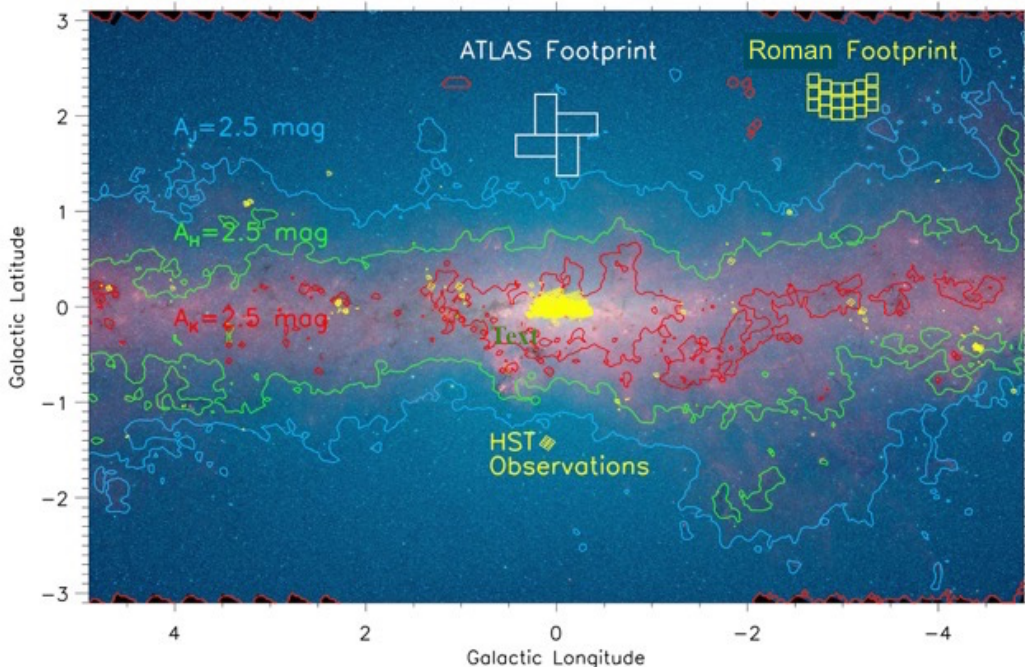 ATLAS Footprint
Roman Footprint
A_J=2.5 mag
A_H=2.5 mag
A_K=2.5 mag
Text
HST
Observations
Galactic Latitude
3
2
1
0
−1
−2
−3
4 2 0 −2 −4
Galactic Longitude